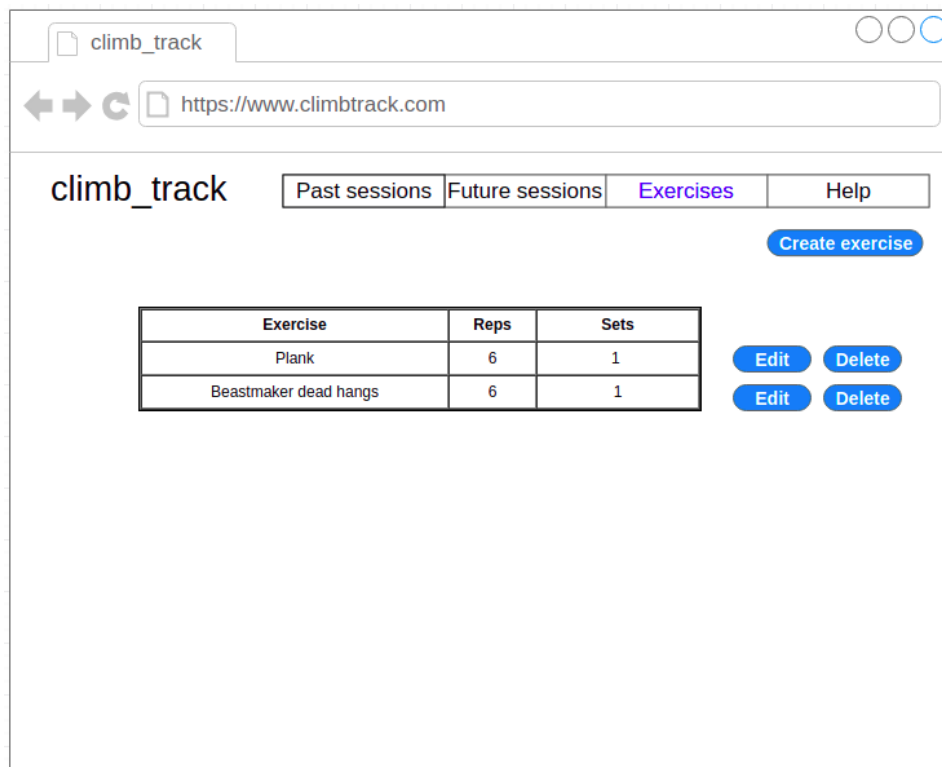 climb_track
https://www.climbtrack.com
climb_track Past sessions Future sessions Exercises Help
Create exercise
Exercise Reps Sets
Plank 6 1 Edit Delete
Beastmaker dead hangs 6 1 Edit Delete